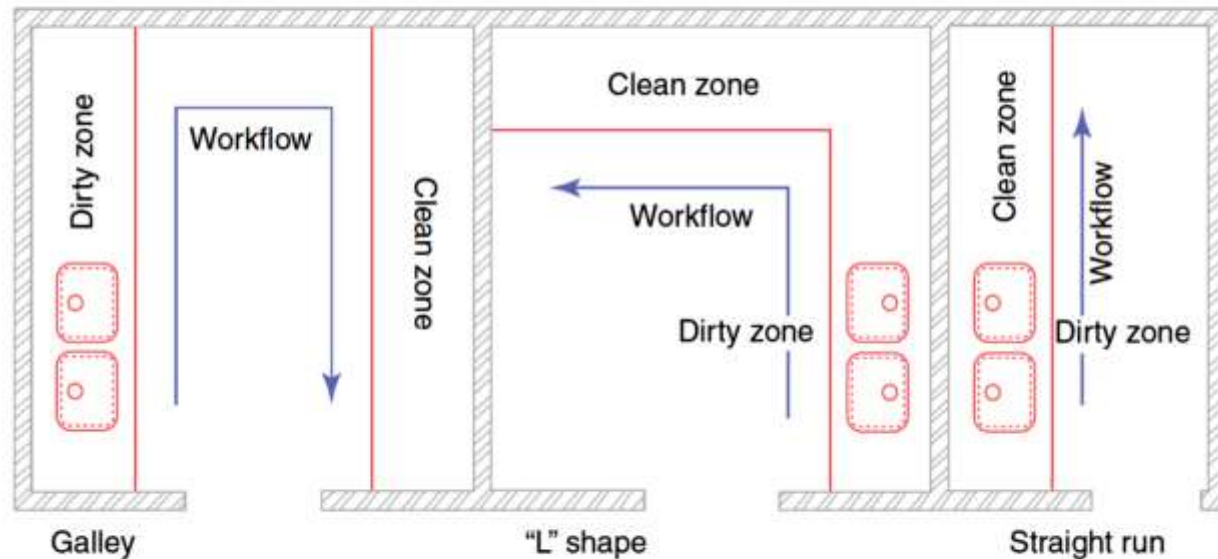 Dirty zone
Workflow
Clean zone
Galley
Clean zone
Workflow
Dirty zone
“L” shape
Clean zone
Workflow
Dirty zone
Straight run